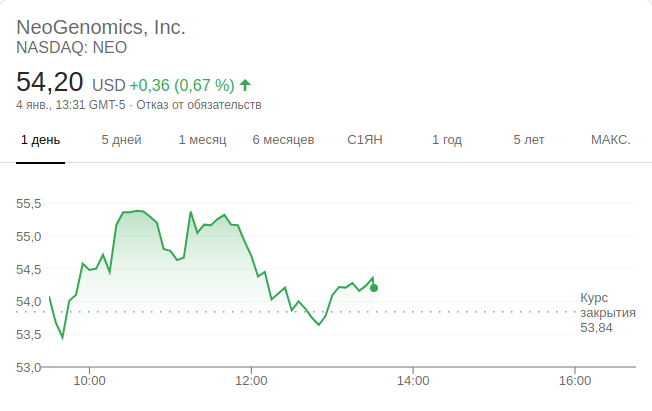 NeoGenomics, Inc.
NASDAQ: NEO
54,20 USD +0,36 (0,67 %)
4 янв., 13:31 GMT-5 · Отказ от обязательств
1 день 5 дней 1 месяц 6 месяцев С1ЯН 1 год 5 лет МАКС.
55,5
55,0
54,5
54,0
53,5
53,0
Курс
закрытия
53,84
10:00 12:00 14:00 16:00